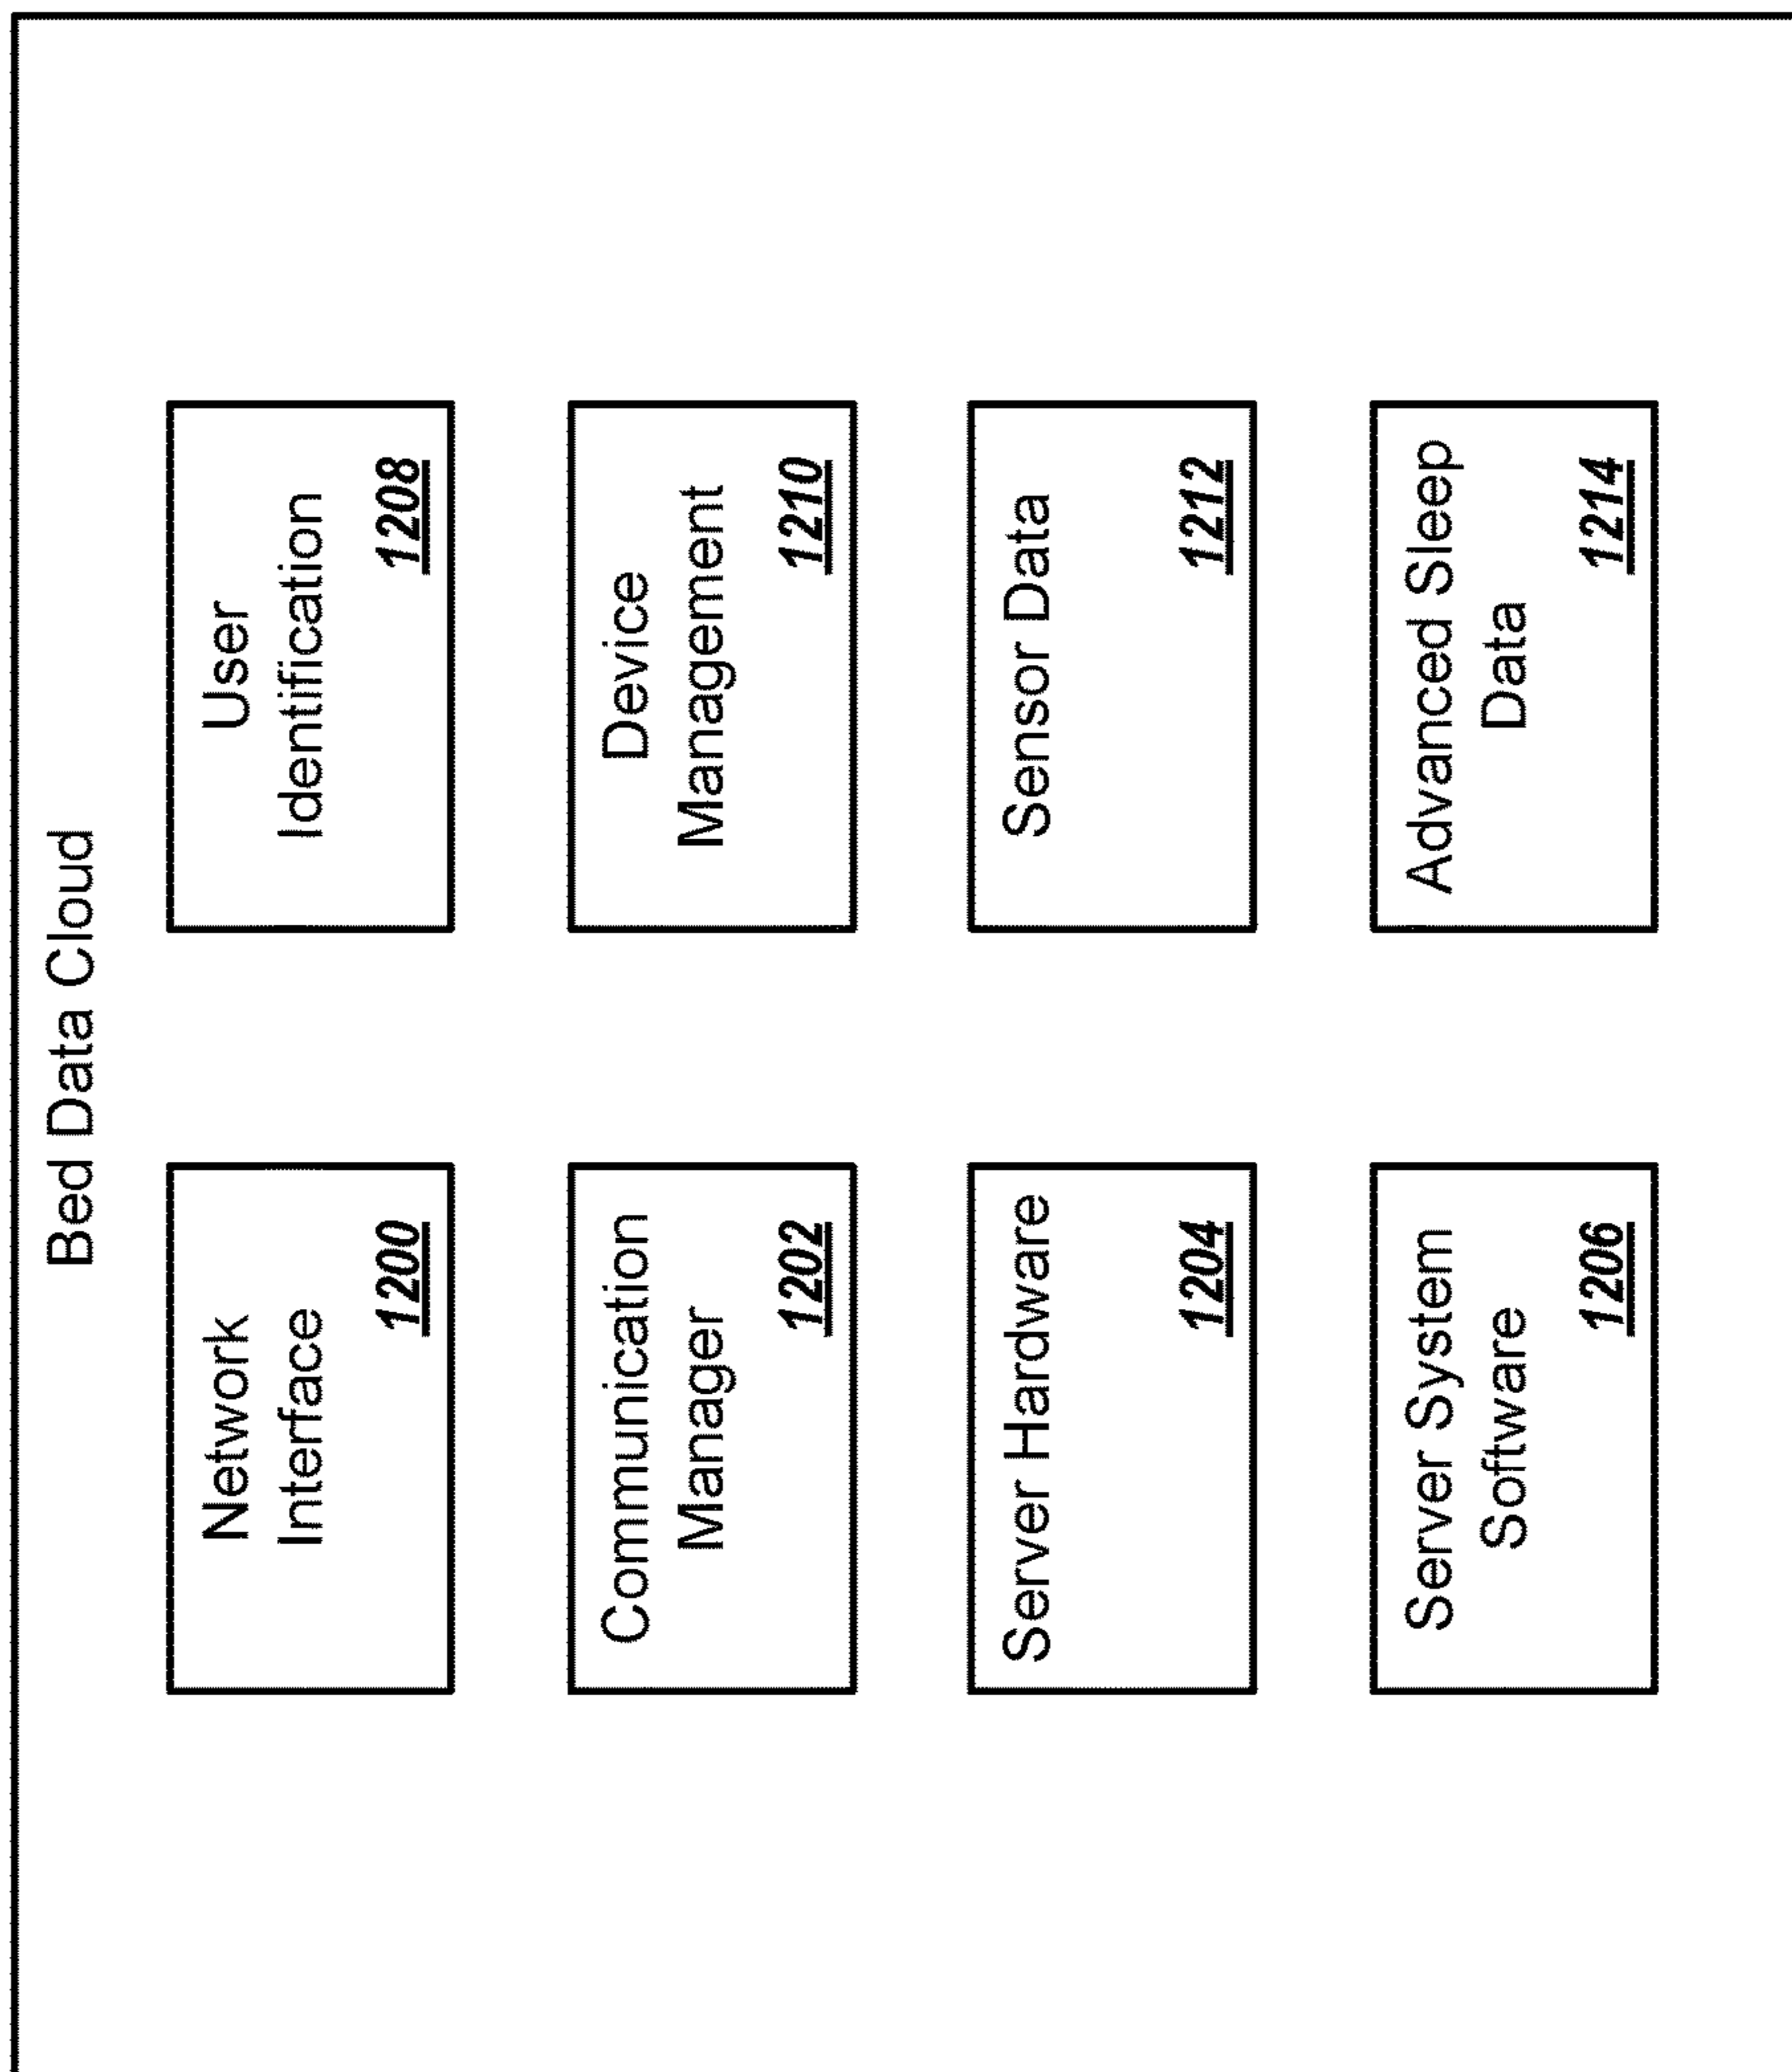 Bed Data Cloud
Network
Interface
1200
Communication
Manager
1202
Server Hardware
1204
Server System
Software
1206
User
Identification
1208
Device
Management
1210
Sensor Data
1212
Advanced Sleep
Data
1214